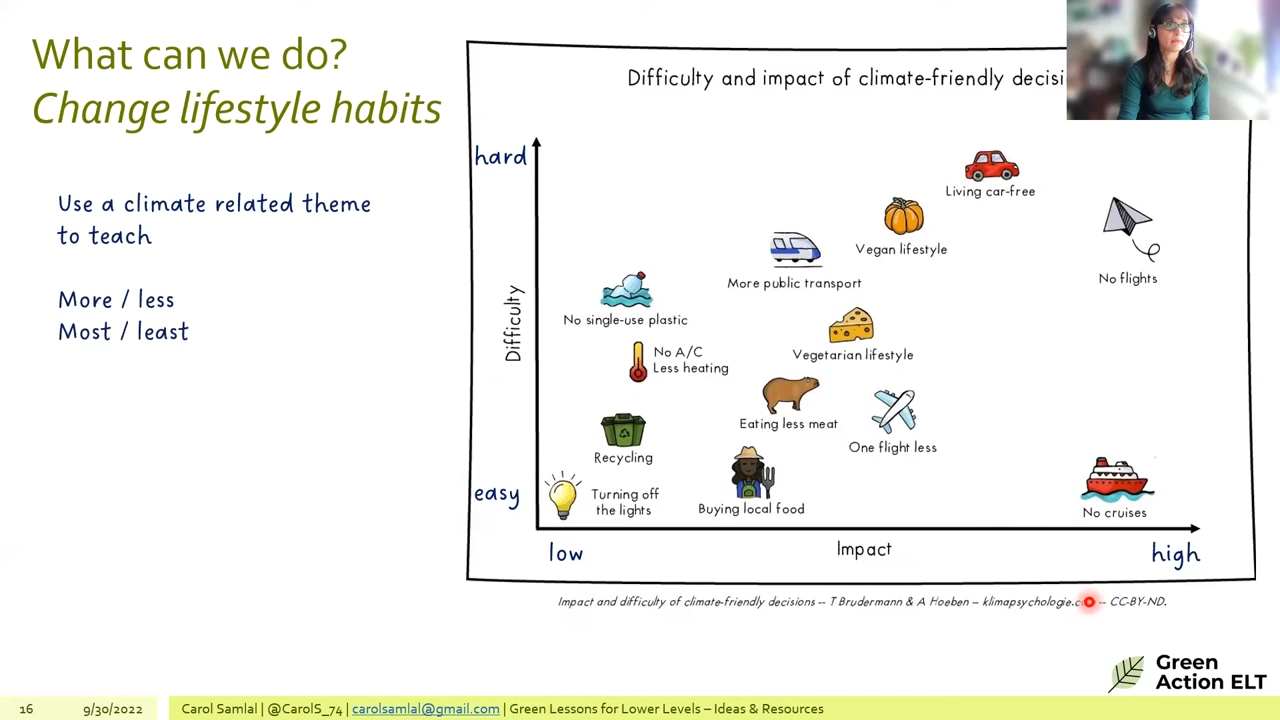 What can we do?
Change lifestyle habits
Use a climate related theme
to teach
More / less
Most / least
Difficulty and impact of climate-friendly
hard
Living car-free
Vegan lifestyle
No flights
More public transport
No single-use plastic
Difficulty
Vegetarian lifestyle
No A/C
Less heating
Eating less meat
One flight less
Recycling
easy
Turning off
the lights
Buying local food
No cruises
low
Impact
high
Impact and difficulty of climate-friendly decisions -- T Brudermann & A Hoeben – -- CC-BY-ND.
Green
Action ELT
16
9/30/2022
Carol Samlal | @CarolS_74 | carolsamlal@gmail.com | Green Lessons for Lower Levels – Ideas & Resources